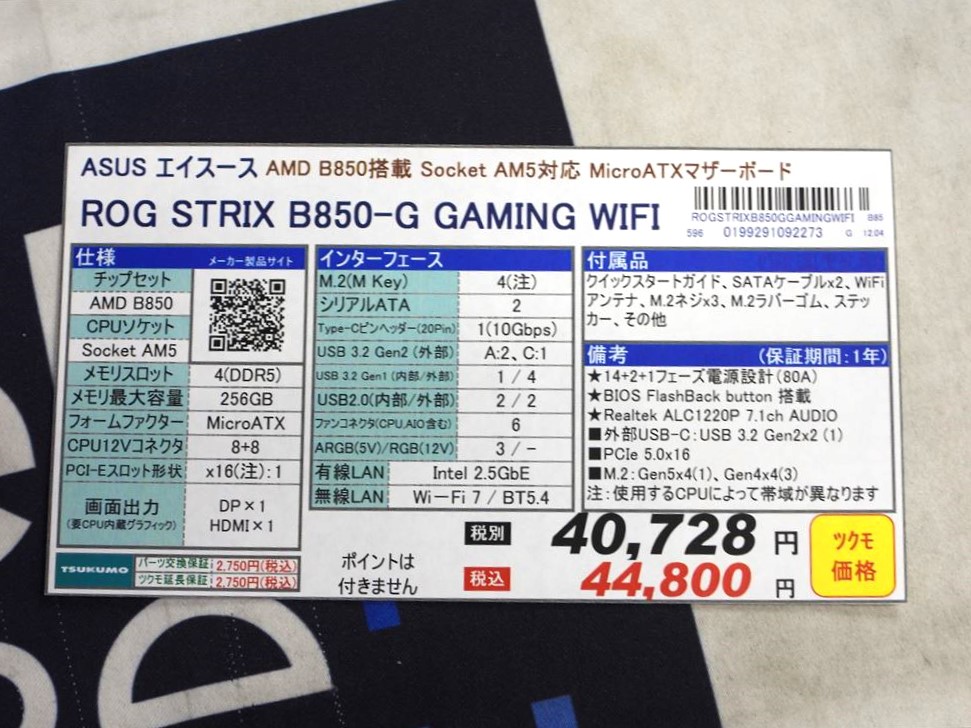 ASUS エイスース AMD B850搭載 Socket AM5対応 MicroATXマザーボード
ROG STRIX B850-G GAMING WIFI
ROGSTRIXB850GGAMINGWIFI B85
596 0199291092273 G 12.04
仕様 メーカー製品サイト
チップセット
AMD B850
CPUソケット
Socket AM5
メモリスロット 4(DDR5)
メモリ最大容量 256GB
フォームファクター MicroATX
CPU12Vコネクタ 8+8
PCI-Eスロット形状 x16(注):1
画面出力 DP×1
(要CPU内蔵グラフィック) HDMI×1
インターフェース
M.2(M Key) 4(注)
シリアルATA 2
Type-Cピンヘッダー(20Pin) 1(10Gbps)
USB 3.2 Gen2 (外部) A:2、C:1
USB 3.2 Gen1 (内部/外部) 1 / 4
USB2.0(内部/外部) 2 / 2
ファンコネクタ(CPU,AIO含む) 6
ARGB(5V)/RGB(12V) 3 / -
有線LAN Intel 2.5GbE
無線LAN Wi-Fi 7 / BT5.4
付属品
クイックスタートガイド、SATAケーブルx2、WiFi
アンテナ、M.2ネジx3、M.2ラバーゴム、ステッ
カー、その他
備考 (保証期間:1年)
★14+2+1フェーズ電源設計(80A)
★BIOS FlashBack button 搭載
★Realtek ALC1220P 7.1ch AUDIO
■外部USB-C:USB 3.2 Gen2x2 (1)
■PCIe 5.0x16
■M.2:Gen5x4(1)、Gen4x4(3)
注:使用するCPUによって帯域が異なります
TSUKUMO
パーツ交換保証 2,750円(税込)
ツクモ延長保証 2,750円(税込)
ポイントは
付きません
税別 40,728 円
税込 44,800 円
ツクモ
価格
e